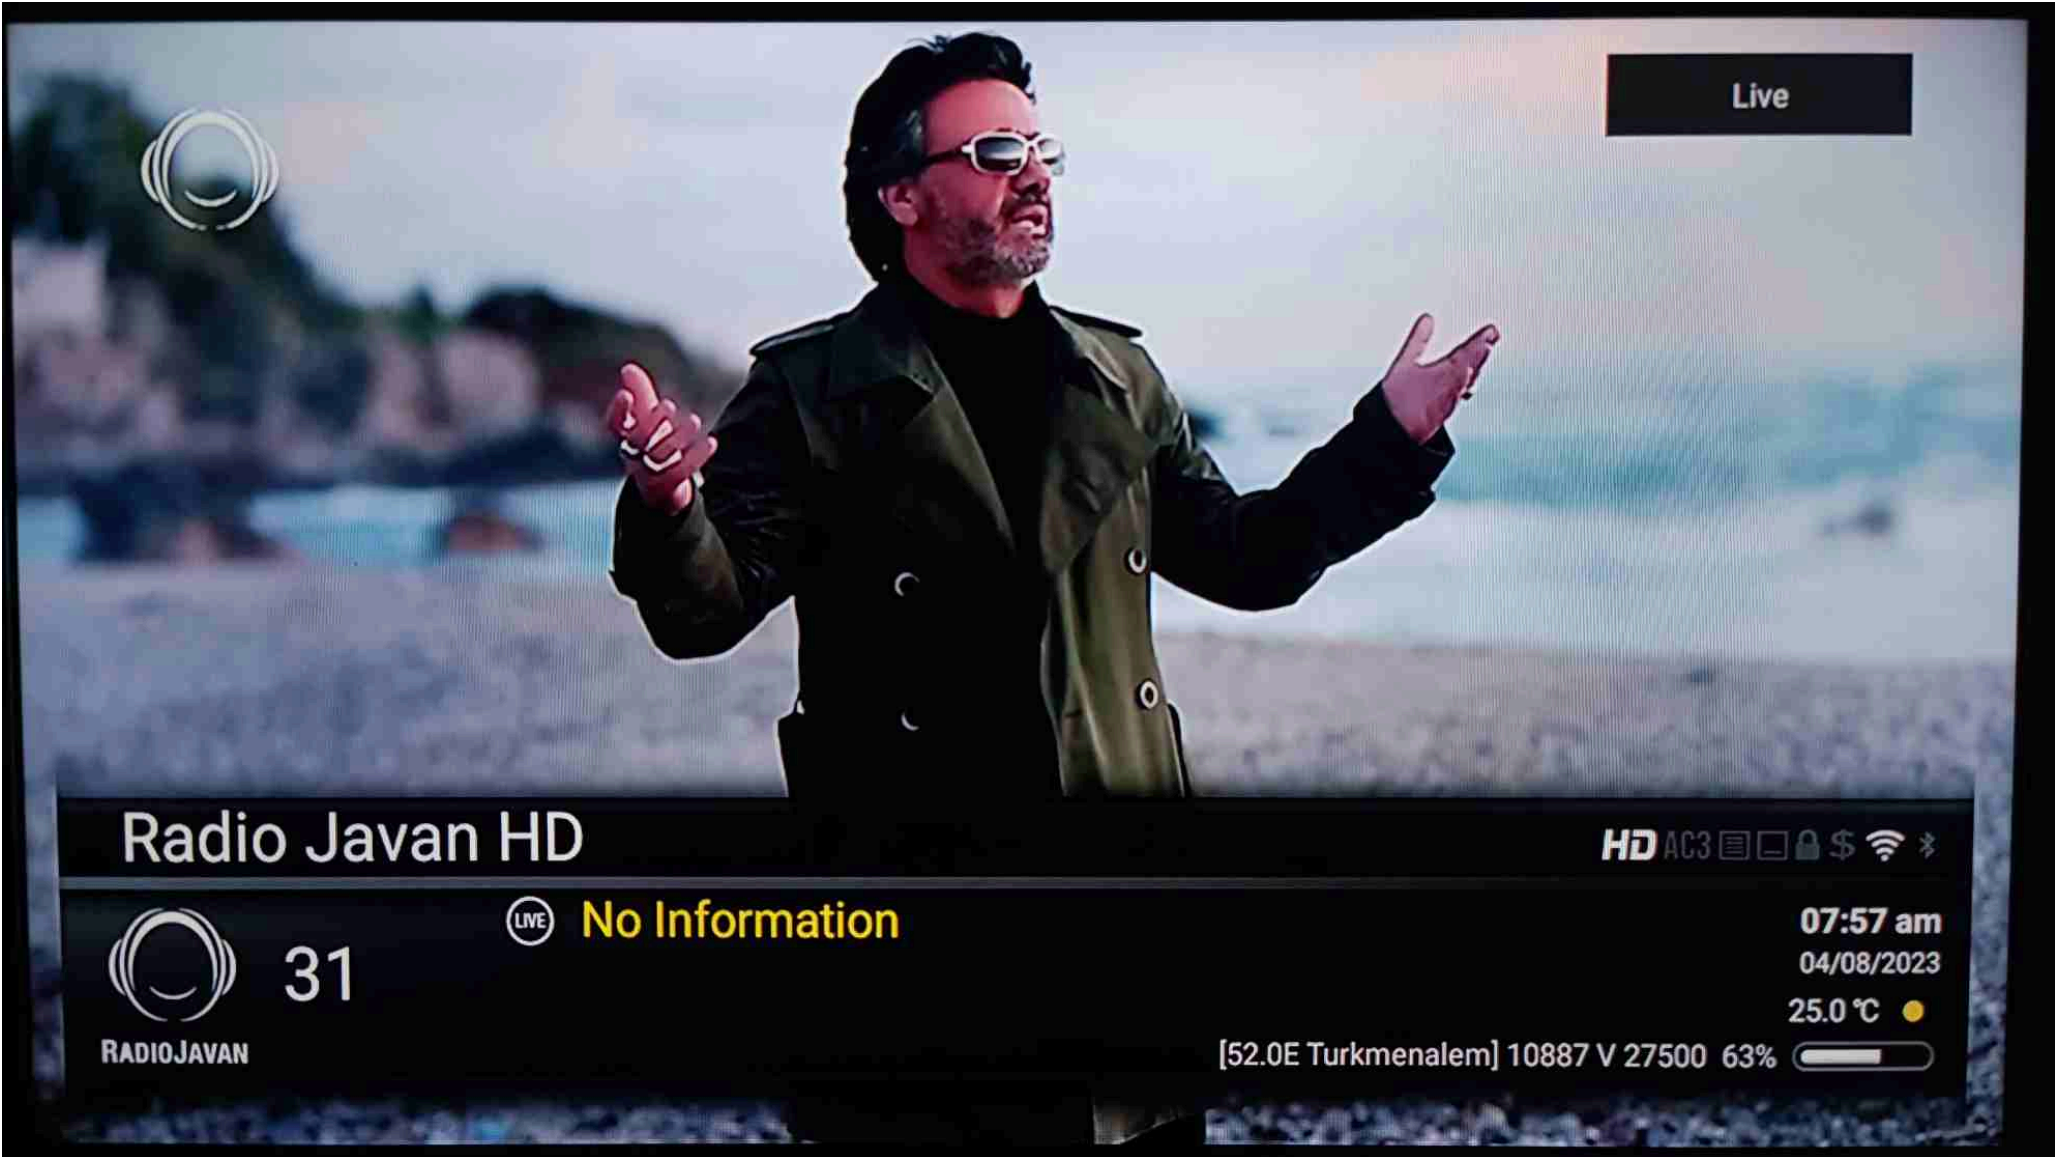 Live
Radio Javan HD
HD AC3 $
LIVE No Information
31
07:57 am
04/08/2023
25.0 °C
RADIOJAVAN
[52.0E Turkmenalem] 10887 V 27500 63%